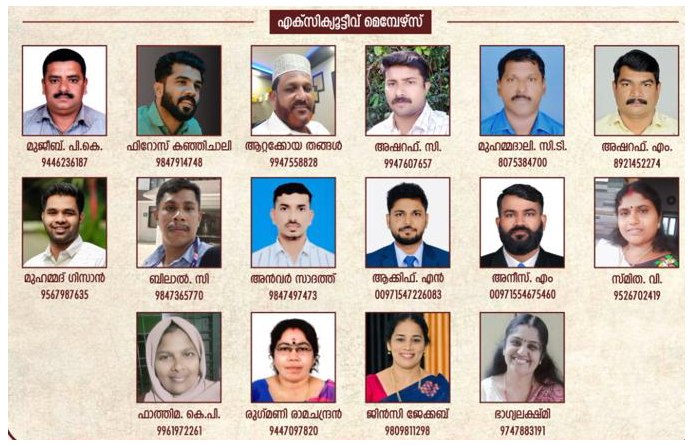 എക്സിക്യൂട്ടീവ് മെമ്പേഴ്സ്
മുജീബ്. പി.കെ.
9446236187
ഫിറോസ് കഞ്ഞിചാലി
9847914748
ആറ്റക്കോയ തങ്ങൾ
9947558828
അഷറഫ്. സി.
9947607657
മുഹമ്മദാലി. സി.ടി.
8075384700
അഷറഫ്. എം.
8921452274
മുഹമ്മദ് ഗിസാൻ
9567987635
ബിലാൽ. സി
9847365770
അൻവർ സാദത്ത്
9847497473
ആക്കിഫ്. എൻ
00971547226083
അനീസ്. എം
00971554675460
സ്മിത. വി.
9526702419
ഫാത്തിമ. കെ.പി.
9961972261
രുഗ്മണി രാമചന്ദ്രൻ
9447097820
ജിൻസി ജേക്കബ്
9809811298
ഭാഗ്യലക്ഷ്മി
9747883191